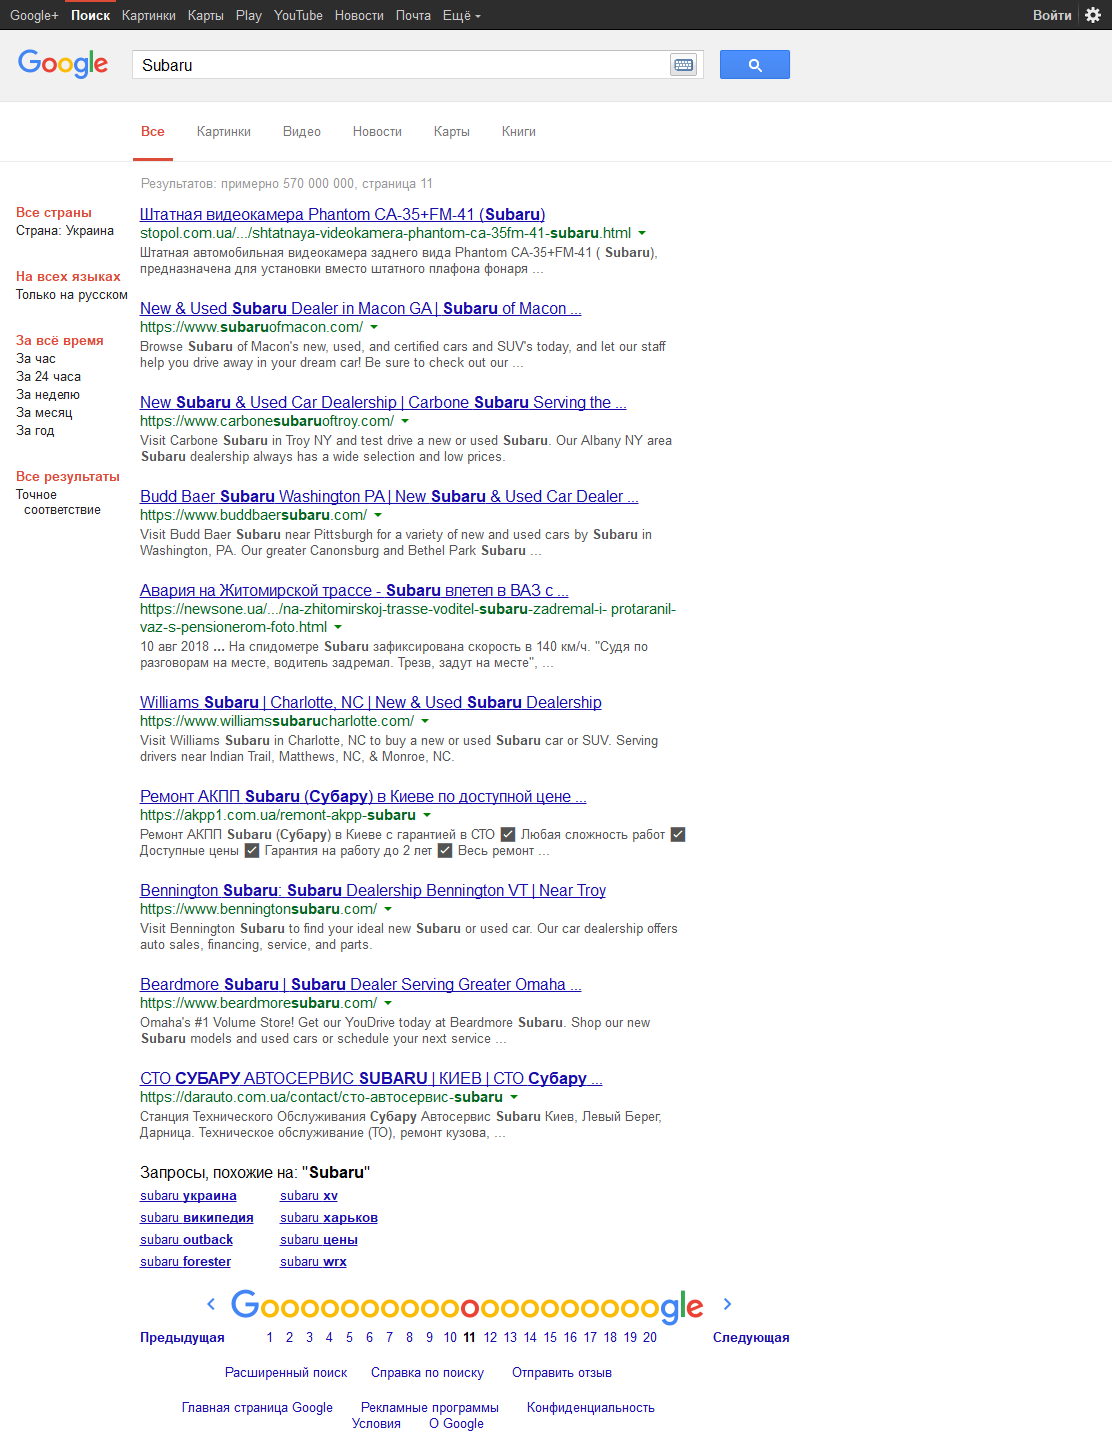 Google+ Поиск Картинки Карты Play YouTube Новости Почта Ещё Войти
Google Subaru
Все Картинки Видео Новости Карты Книги
Результатов: примерно 570 000 000, страница 11
Все страны
Страна: Украина
На всех языках
Только на русском
За всё время
За час
За 24 часа
За неделю
За месяц
За год
Все результаты
Точное
соответствие
Штатная видеокамера Phantom CA-35+FM-41 (Subaru)
stopol.com.ua/.../shtatnaya-videokamera-phantom-ca-35fm-41-subaru.html
Штатная автомобильная видеокамера заднего вида Phantom CA-35+FM-41 ( Subaru),
предназначена для установки вместо штатного плафона фонаря ...
New & Used Subaru Dealer in Macon GA | Subaru of Macon ...
https://www.subaruofmacon.com/
Browse Subaru of Macon's new, used, and certified cars and SUV's today, and let our staff
help you drive away in your dream car! Be sure to check out our ...
New Subaru & Used Car Dealership | Carbone Subaru Serving the ...
https://www.carbonesubaruoftroy.com/
Visit Carbone Subaru in Troy NY and test drive a new or used Subaru. Our Albany NY area
Subaru dealership always has a wide selection and low prices.
Budd Baer Subaru Washington PA | New Subaru & Used Car Dealer ...
https://www.buddbaersubaru.com/
Visit Budd Baer Subaru near Pittsburgh for a variety of new and used cars by Subaru in
Washington, PA. Our greater Canonsburg and Bethel Park Subaru ...
Авария на Житомирской трассе - Subaru влетел в ВАЗ с ...
https://newsone.ua/.../na-zhitomirskoj-trasse-voditel-subaru-zadremal-i- protaranil-
vaz-s-pensionerom-foto.html
10 авг 2018 ... На спидометре Subaru зафиксирована скорость в 140 км/ч. "Судя по
разговорам на месте, водитель задремал. Трезв, задут на месте", ...
Williams Subaru | Charlotte, NC | New & Used Subaru Dealership
https://www.williamssubarucharlotte.com/
Visit Williams Subaru in Charlotte, NC to buy a new or used Subaru car or SUV. Serving
drivers near Indian Trail, Matthews, NC, & Monroe, NC.
Ремонт АКПП Subaru (Субару) в Киеве по доступной цене ...
https://akpp1.com.ua/remont-akpp-subaru
Ремонт АКПП Subaru (Субару) в Киеве с гарантией в СТО ✅ Любая сложность работ ✅
Доступные цены ✅ Гарантия на работу до 2 лет ✅ Весь ремонт ...
Bennington Subaru: Subaru Dealership Bennington VT | Near Troy
https://www.benningtonsubaru.com/
Visit Bennington Subaru to find your ideal new Subaru or used car. Our car dealership offers
auto sales, financing, service, and parts.
Beardmore Subaru | Subaru Dealer Serving Greater Omaha ...
https://www.beardmoresubaru.com/
Omaha's #1 Volume Store! Get our YouDrive today at Beardmore Subaru. Shop our new
Subaru models and used cars or schedule your next service ...
СТО СУБАРУ АВТОСЕРВИС SUBARU | КИЕВ | СТО Субару ...
https://darauto.com.ua/contact/сто-автосервис-subaru
Станция Технического Обслуживания Субару Автосервис Subaru Киев, Левый Берег,
Дарница. Техническое обслуживание (ТО), ремонт кузова, ...
Запросы, похожие на: "Subaru"
subaru украина subaru xv
subaru википедия subaru харьков
subaru outback subaru цены
subaru forester subaru wrx
Goooooooooooooooooooogle
Предыдущая 1 2 3 4 5 6 7 8 9 10 11 12 13 14 15 16 17 18 19 20 Следующая
Расширенный поиск Справка по поиску Отправить отзыв
Главная страница Google Рекламные программы Конфиденциальность
Условия О Google